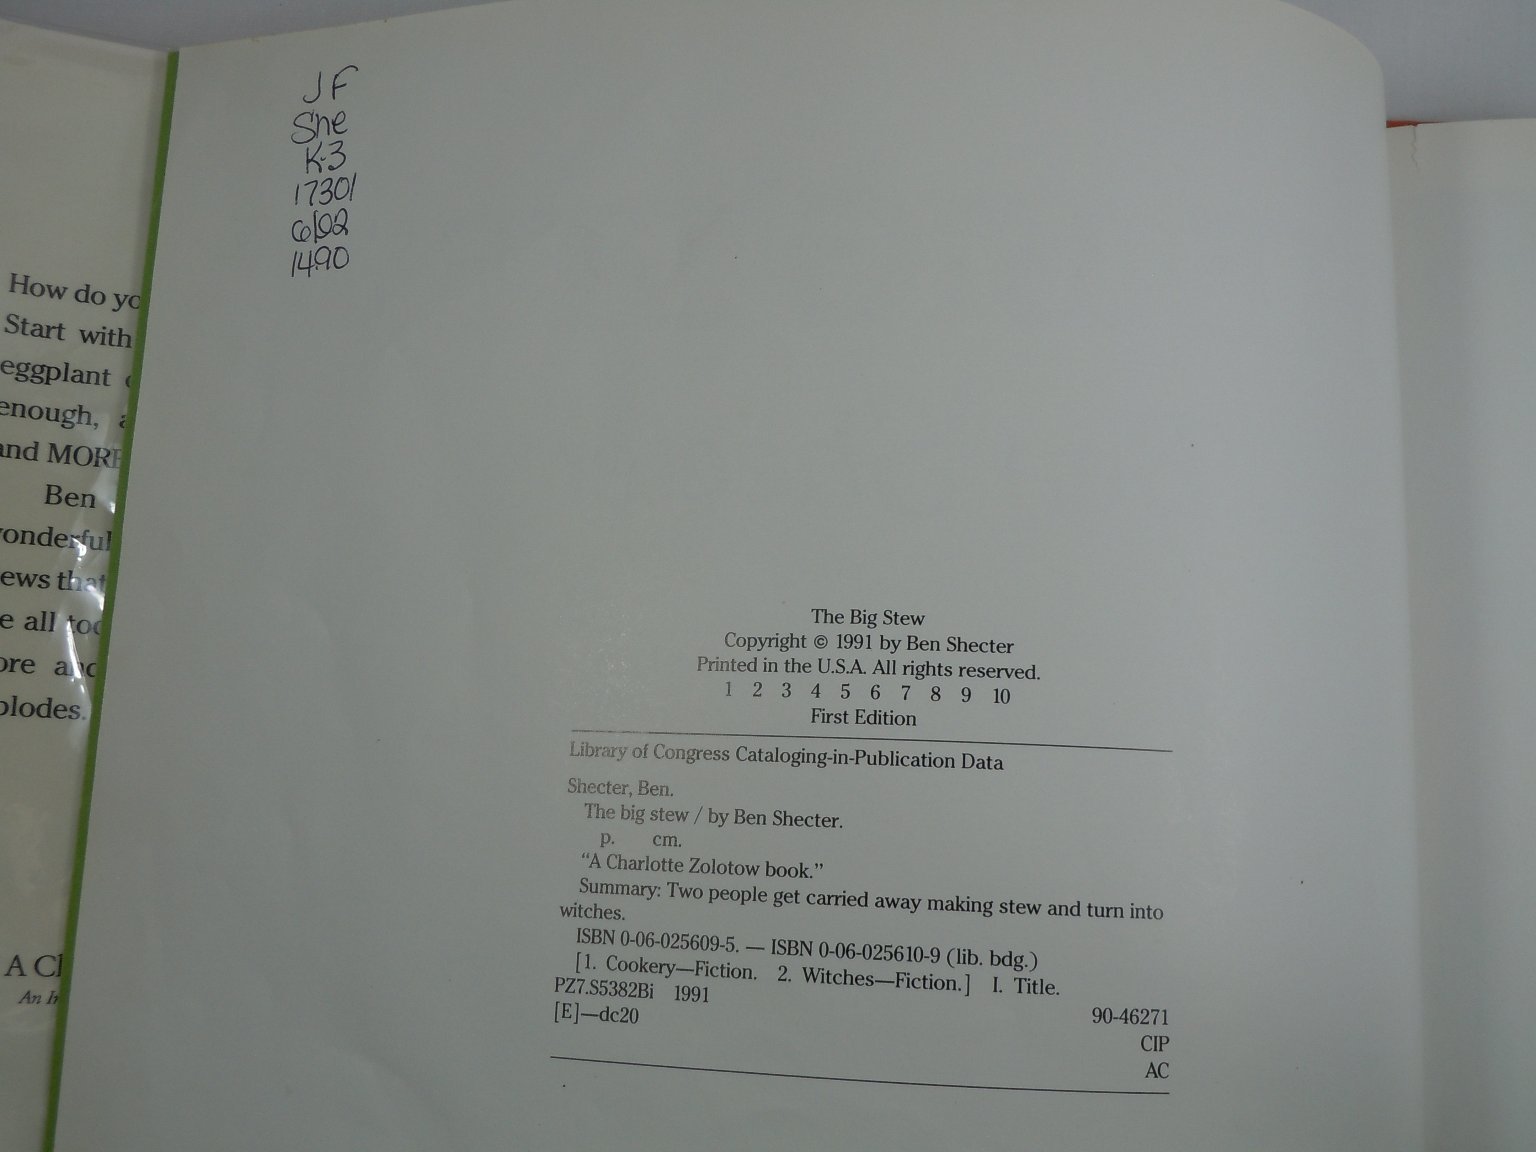 J F
She
K-3
17301
6/92
14.90
How do yo
Start with
eggplant
enough,
and MORE
Ben
wonderful
ews that
e all too
ore and
plodes.
A Ch
An Ir
The Big Stew
Copyright © 1991 by Ben Shecter
Printed in the U.S.A. All rights reserved.
1 2 3 4 5 6 7 8 9 10
First Edition
Library of Congress Cataloging-in-Publication Data
Shecter, Ben.
The big stew / by Ben Shecter.
p. cm.
“A Charlotte Zolotow book.”
Summary: Two people get carried away making stew and turn into
witches.
ISBN 0-06-025609-5. — ISBN 0-06-025610-9 (lib. bdg.)
[1. Cookery—Fiction. 2. Witches—Fiction.] I. Title.
PZ7.S5382Bi 1991
90-46271
[E]—dc20
CIP
AC